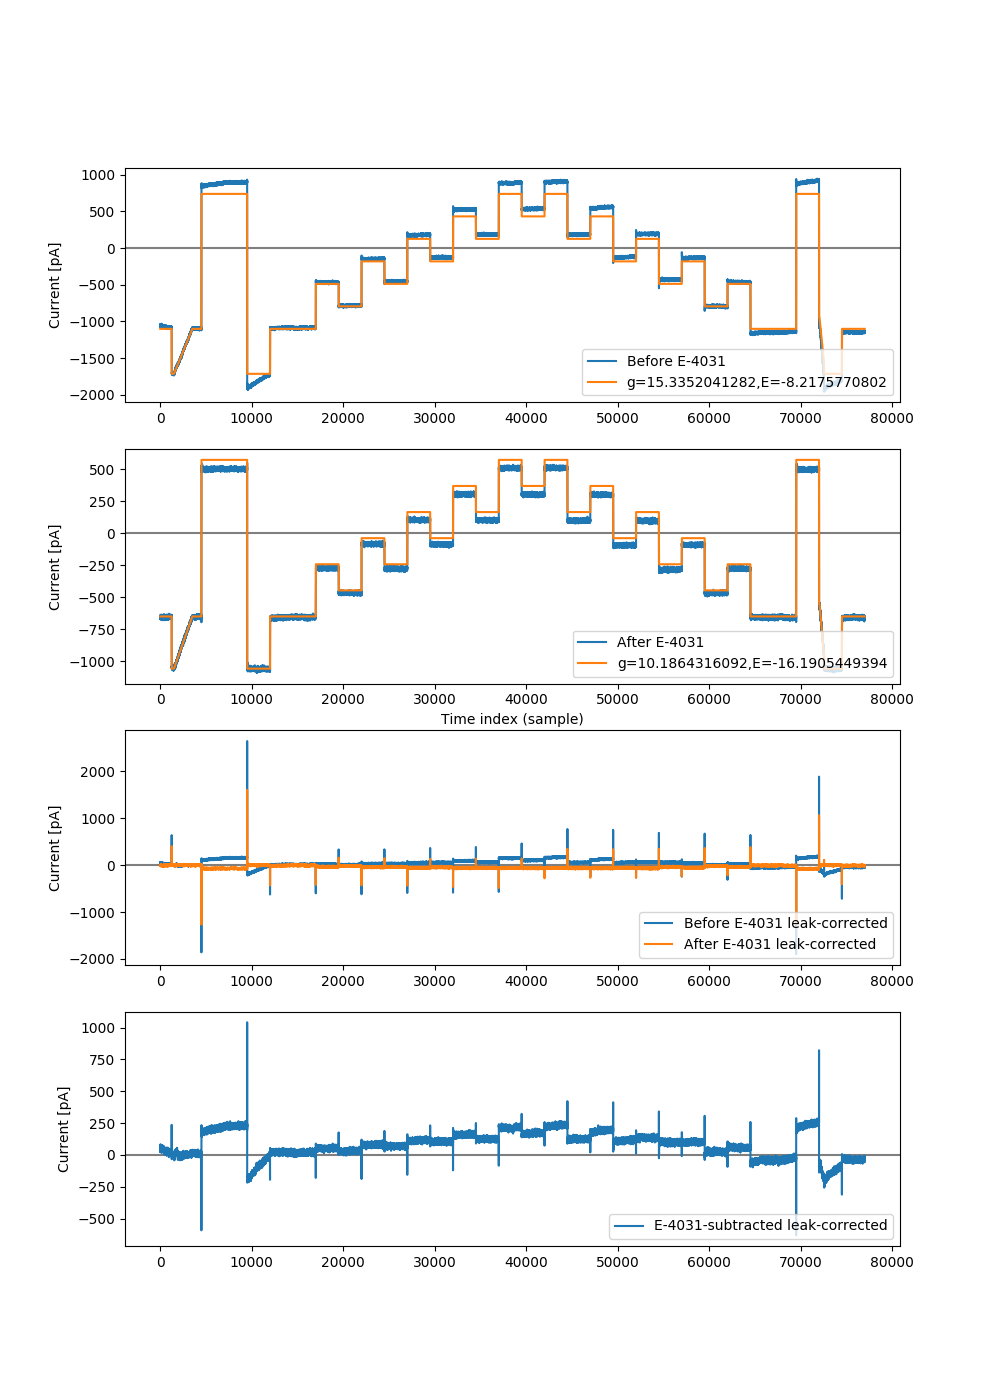 1000
500
0
−500
−1000
−1500
−2000
Current [pA]
Before E-4031
g=15.3352041282,E=-8.2175770802
0 10000 20000 30000 40000 50000 60000 70000 80000
500
250
0
−250
−500
−750
−1000
Current [pA]
After E-4031
g=10.1864316092,E=-16.1905449394
0 10000 20000 30000 40000 50000 60000 70000 80000
Time index (sample)
2000
1000
0
−1000
−2000
Current [pA]
Before E-4031 leak-corrected
After E-4031 leak-corrected
0 10000 20000 30000 40000 50000 60000 70000 80000
1000
750
500
250
0
−250
−500
Current [pA]
E-4031-subtracted leak-corrected
0 10000 20000 30000 40000 50000 60000 70000 80000